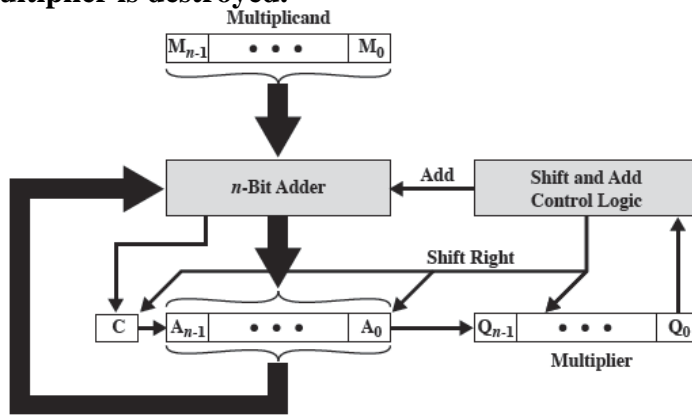 ultiplier is destroyed.
Multiplicand
Mn-1 • • • M0
n-Bit Adder
Add
Shift and Add
Control Logic
Shift Right
C
An-1 • • • A0
Qn-1 • • • Q0
Multiplier